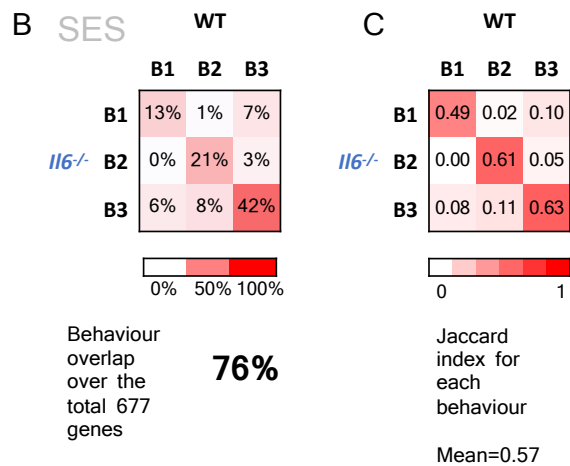 B SES WT
B1 B2 B3
B1 13% 1% 7%
Il6-/- B2 0% 21% 3%
B3 6% 8% 42%
0% 50% 100%
Behaviour
overlap
over the
total 677
genes
76%
C WT
B1 B2 B3
B1 0.49 0.02 0.10
Il6-/- B2 0.00 0.61 0.05
B3 0.08 0.11 0.63
0 1
Jaccard
index for
each
behaviour
Mean=0.57